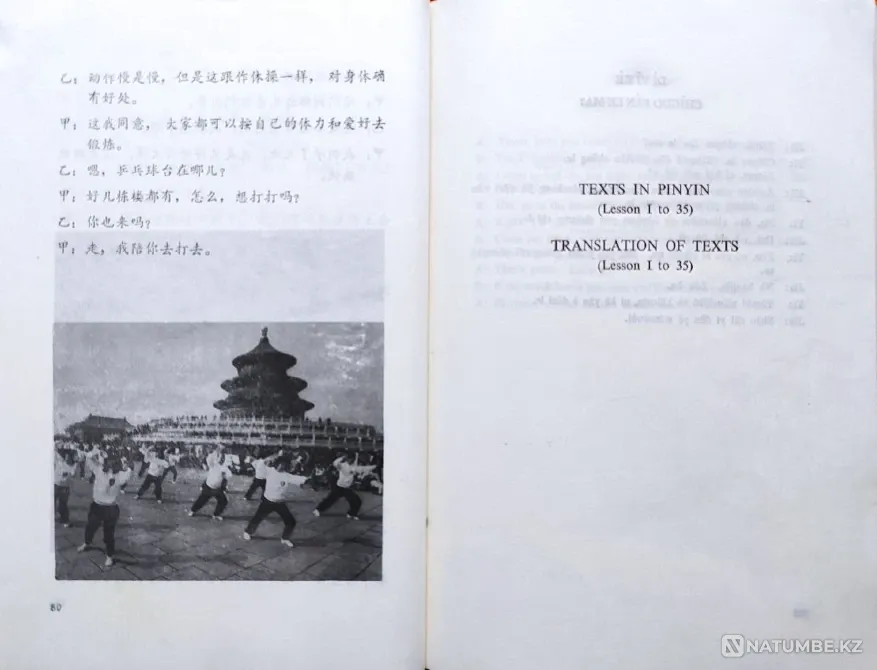 乙：动作慢是慢，但是这跟作体操一样，对身体确
有好处。
甲：这我同意，大家都可以按自己的体力和爱好去
锻炼。
乙：嗯，乒乓球台在哪儿？
甲：好几栋楼都有，怎么，想打打吗？
乙：你也来吗？
甲：走，我陪你去打去。
80
TEXTS IN PINYIN
(Lesson 1 to 35)
TRANSLATION OF TEXTS
(Lesson 1 to 35)
NATUMBE.KZ